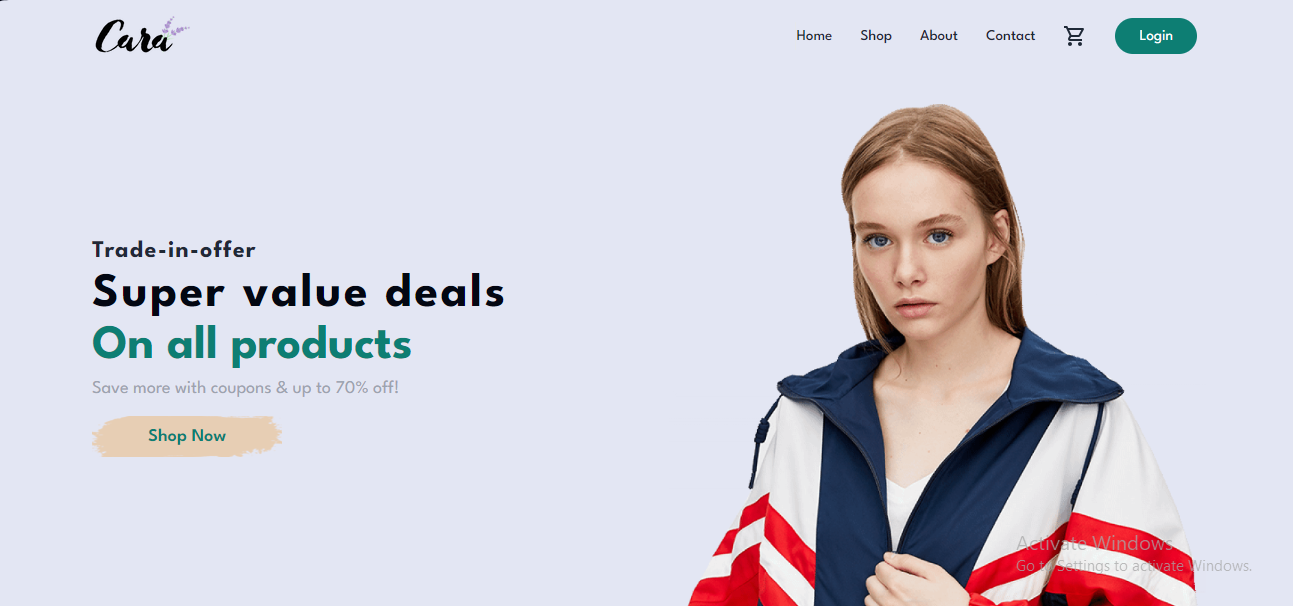 Cara
Home Shop About Contact Login
Trade-in-offer
Super value deals
On all products
Save more with coupons & up to 70% off!
Shop Now
Activate Windows
Go to Settings to activate Windows.